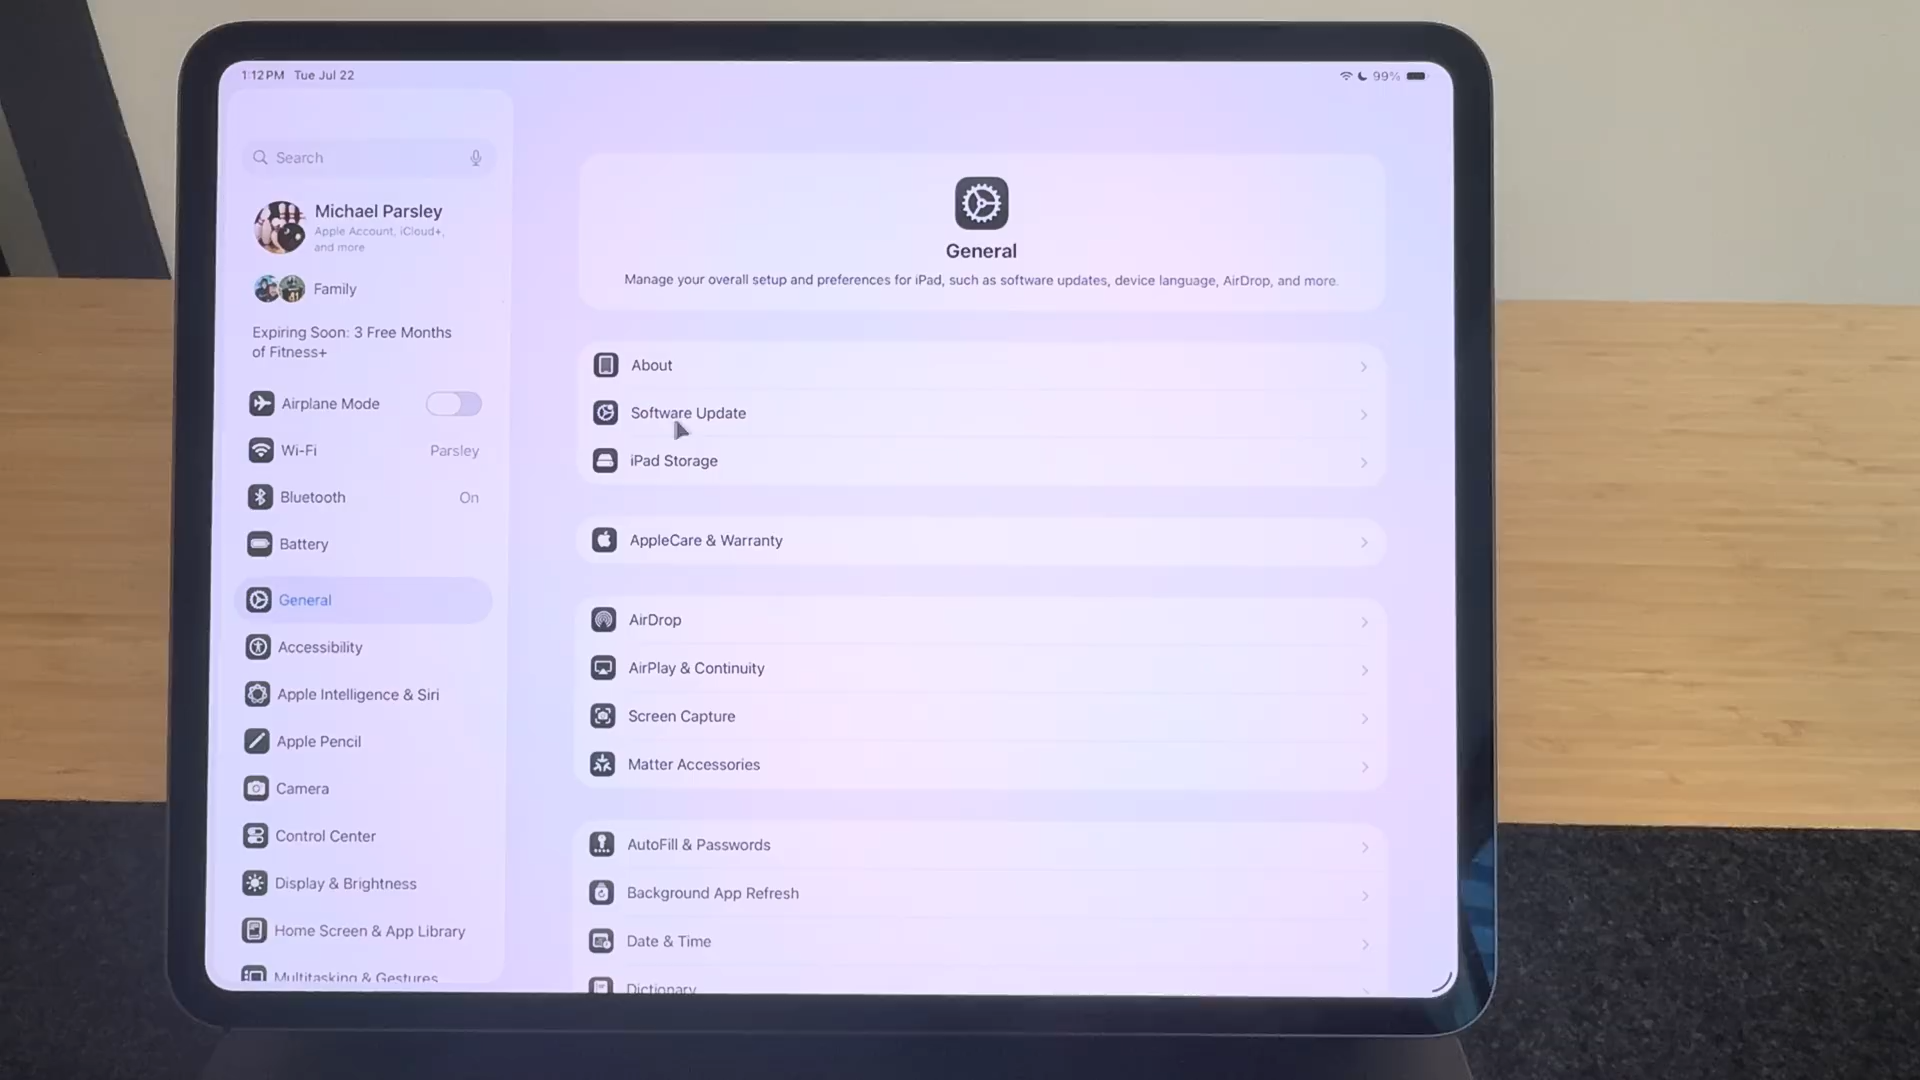 1:12 PM Tue Jul 22
99%
Search
Michael Parsley
Apple Account, iCloud+,
and more
Family
Expiring Soon: 3 Free Months
of Fitness+
Airplane Mode
Wi-Fi Parsley
Bluetooth On
Battery
General
Accessibility
Apple Intelligence & Siri
Apple Pencil
Camera
Control Center
Display & Brightness
Home Screen & App Library
Multitasking & Gestures
General
Manage your overall setup and preferences for iPad, such as software updates, device language, AirDrop, and more.
About
Software Update
iPad Storage
AppleCare & Warranty
AirDrop
AirPlay & Continuity
Screen Capture
Matter Accessories
AutoFill & Passwords
Background App Refresh
Date & Time
Dictionary